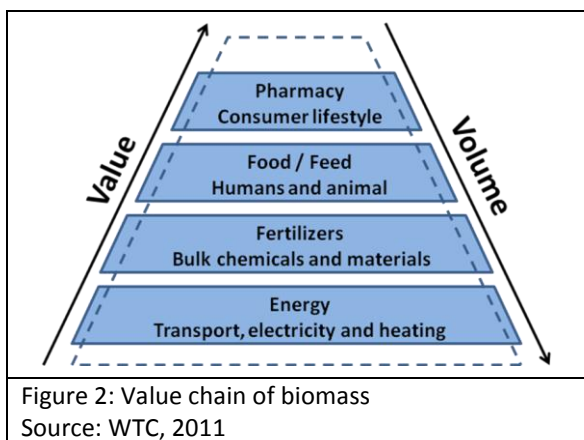 Value
Volume
Pharmacy
Consumer lifestyle
Food / Feed
Humans and animal
Fertilizers
Bulk chemicals and materials
Energy
Transport, electricity and heating
Figure 2: Value chain of biomass
Source: WTC, 2011